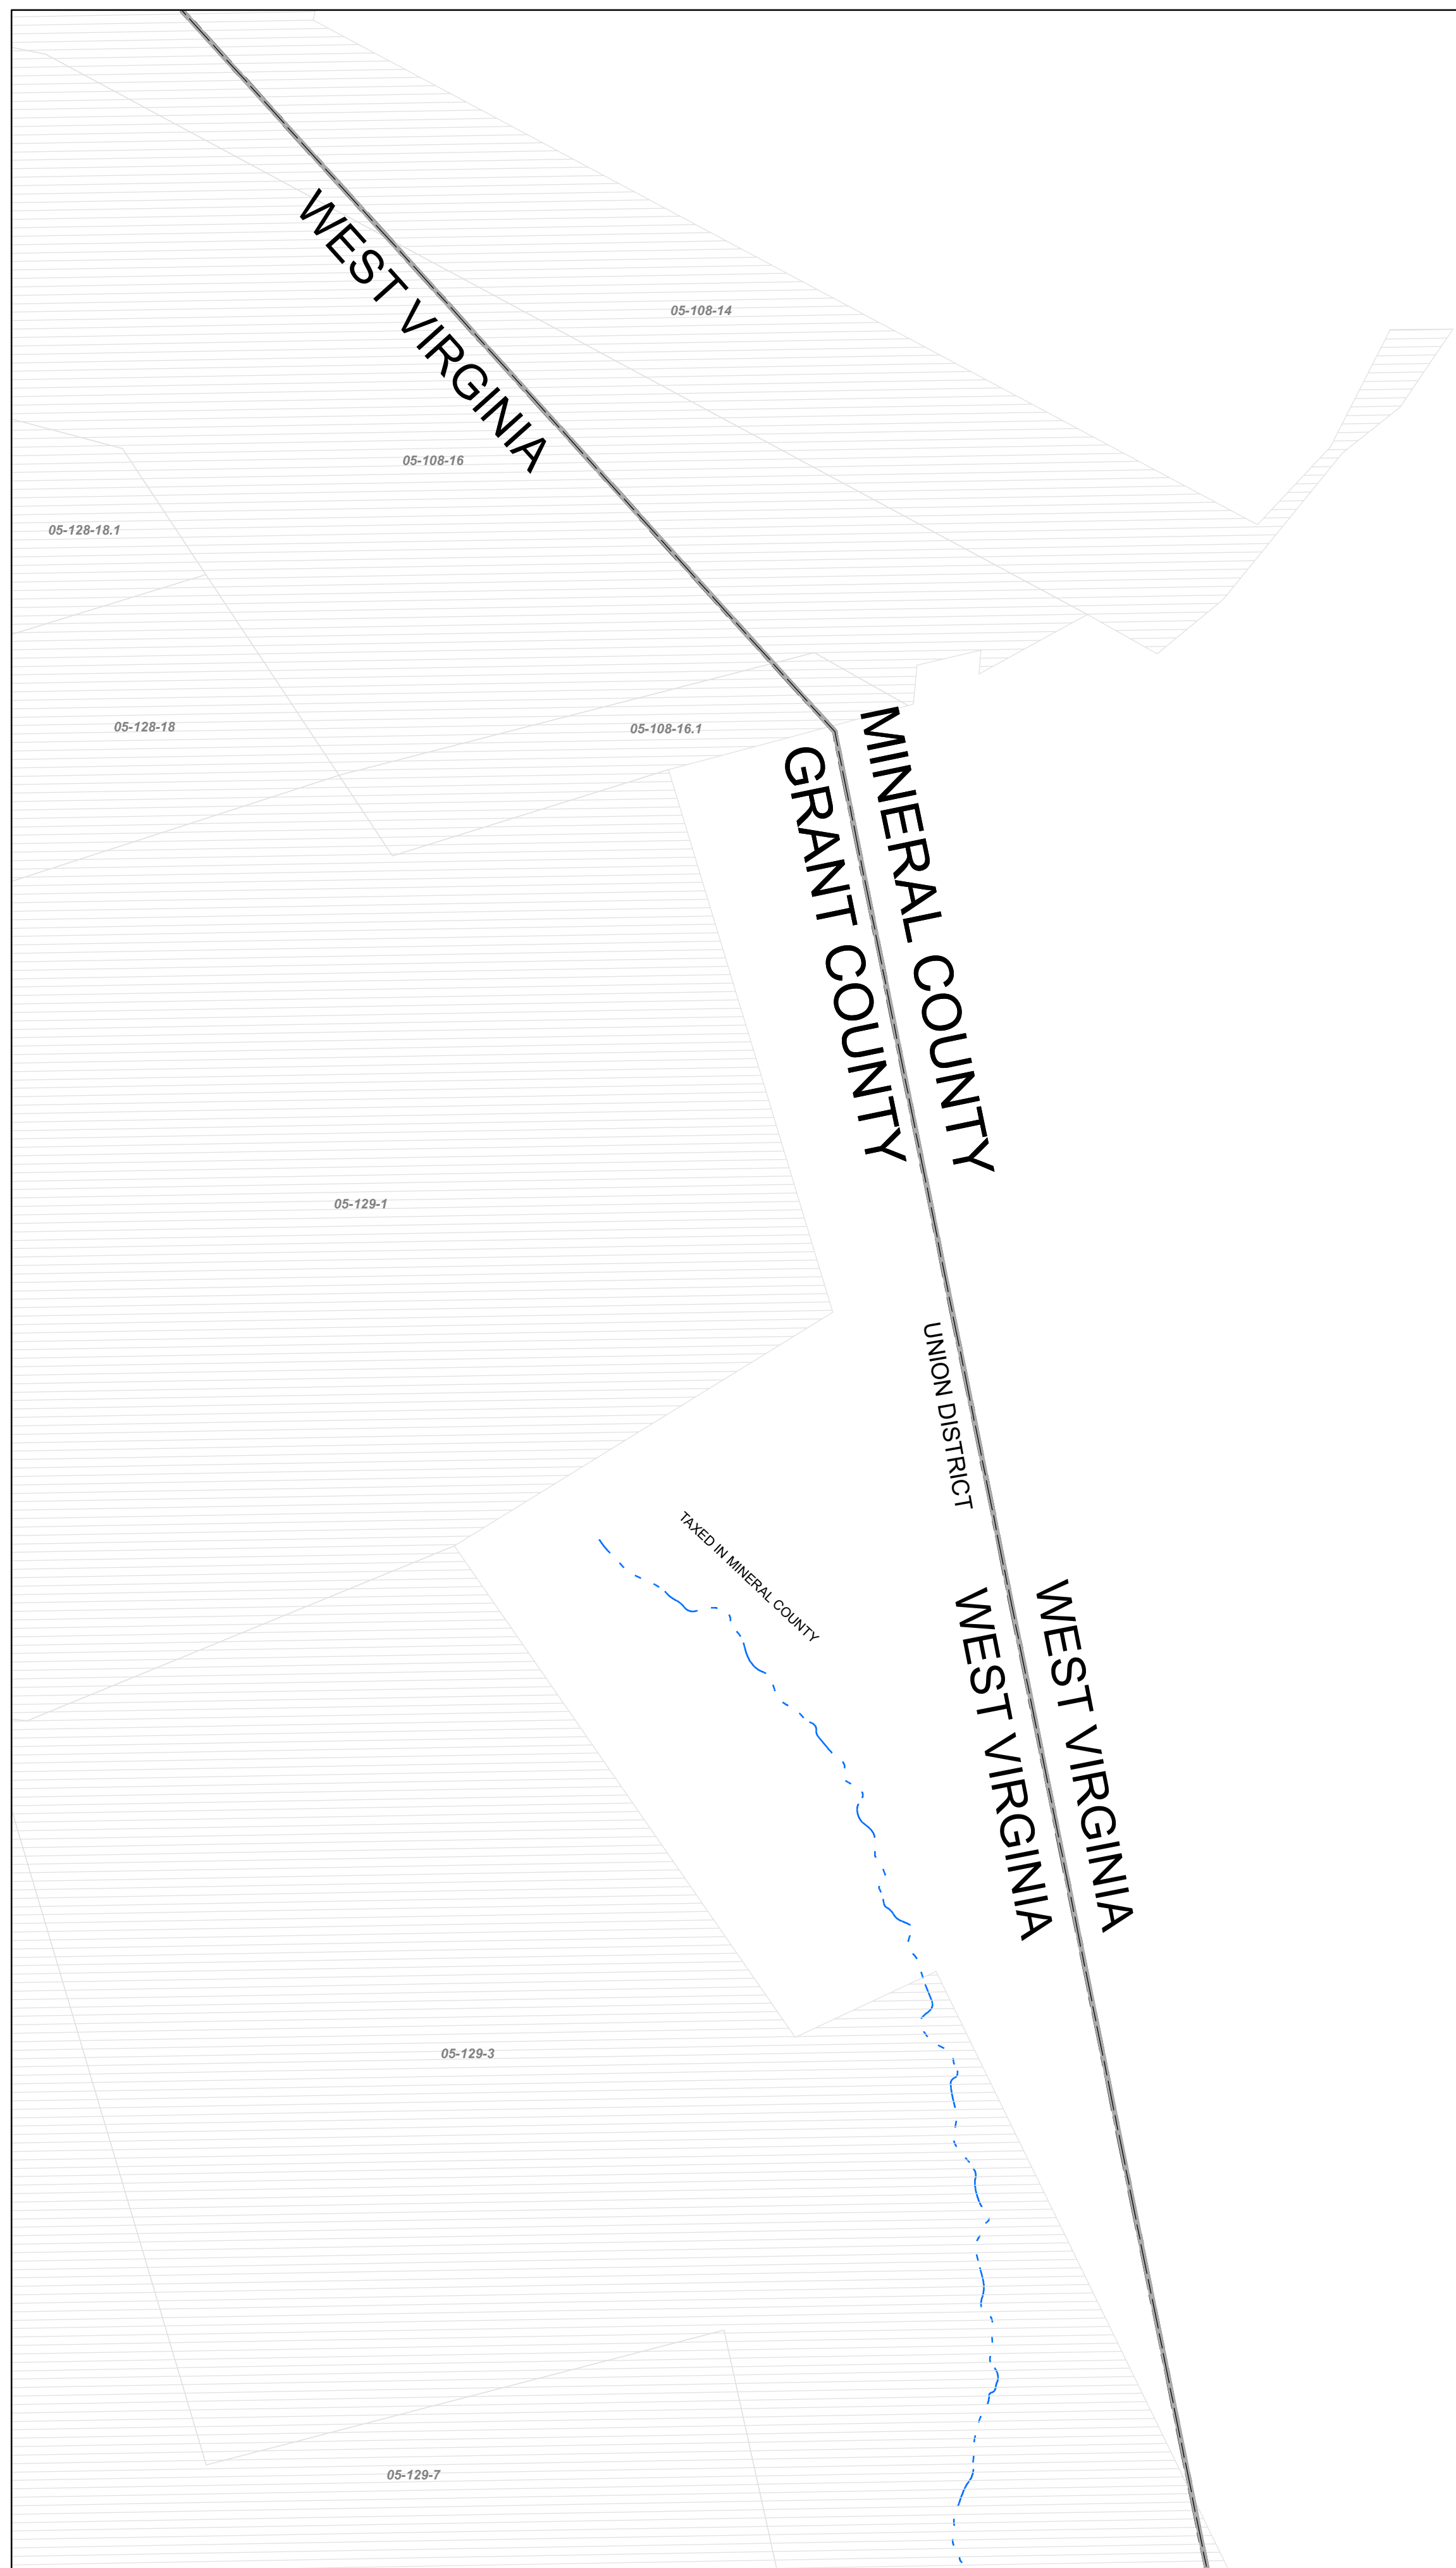 WEST VIRGINIA
05-108-14
05-108-16
05-128-18.1
05-128-18
05-108-16.1
MINERAL COUNTY
GRANT COUNTY
05-129-1
UNION DISTRICT
TAXED IN MINERAL COUNTY
WEST VIRGINIA
WEST VIRGINIA
05-129-3
05-129-7